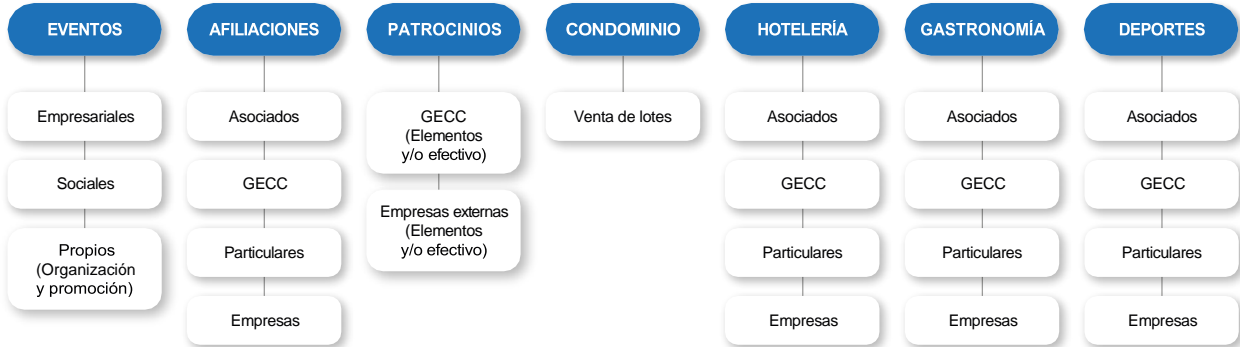 EVENTOS
Empresariales
Sociales
Propios
(Organización
y promoción)
AFILIACIONES
Asociados
GECC
Particulares
Empresas
PATROCINIOS
GECC
(Elementos
y/o efectivo)
Empresas externas
(Elementos
y/o efectivo)
CONDOMINIO
Venta de lotes
HOTELERÍA
Asociados
GECC
Particulares
Empresas
GASTRONOMÍA
Asociados
GECC
Particulares
Empresas
DEPORTES
Asociados
GECC
Particulares
Empresas